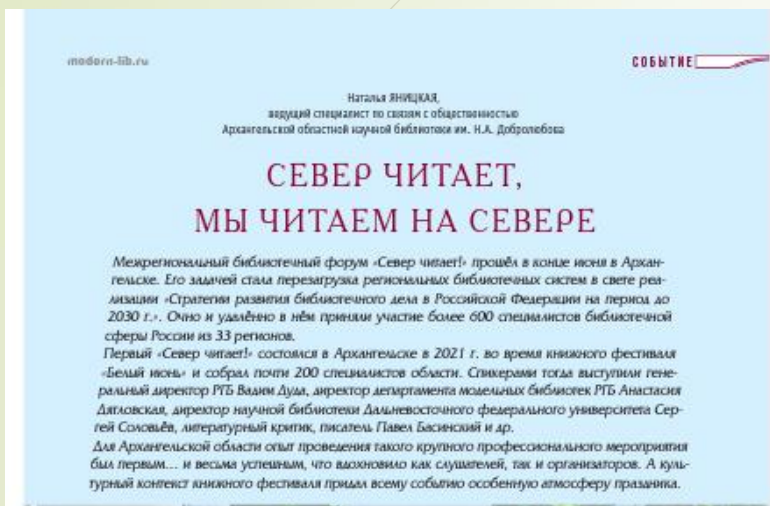 modern-lib.ru
СОБЫТИЕ
Наталья ЯНИЦКАЯ,
ведущий специалист по связям с общественностью
Архангельской областной научной библиотеки им. Н.А. Добролюбова
СЕВЕР ЧИТАЕТ,
МЫ ЧИТАЕМ НА СЕВЕРЕ
Межрегиональный библиотечный форум «Север читает!» прошёл в конце июня в Архан-
гельске. Его задачей стала перезагрузка региональных библиотечных систем в свете реа-
лизации «Стратегии развития библиотечного дела в Российской Федерации на период до
2030 г.». Очно и удалённо в нём приняли участие более 600 специалистов библиотечной
сферы России из 33 регионов.
Первый «Север читает!» состоялся в Архангельске в 2021 г. во время книжного фестиваля
«Белый июнь» и собрал почти 200 специалистов области. Спикерами тогда выступили гене-
ральный директор РГБ Вадим Дуда, директор департамента модельных библиотек РГБ Анастасия
Дятловская, директор научной библиотеки Дальневосточного федерального университета Сер-
гей Соловьёв, литературный критик, писатель Павел Басинский и др.
Для Архангельской области опыт проведения такого крупного профессионального мероприятия
был первым... и весьма успешным, что вдохновило как слушателей, так и организаторов. А куль-
турный контекст книжного фестиваля придал всему событию особенную атмосферу праздника.